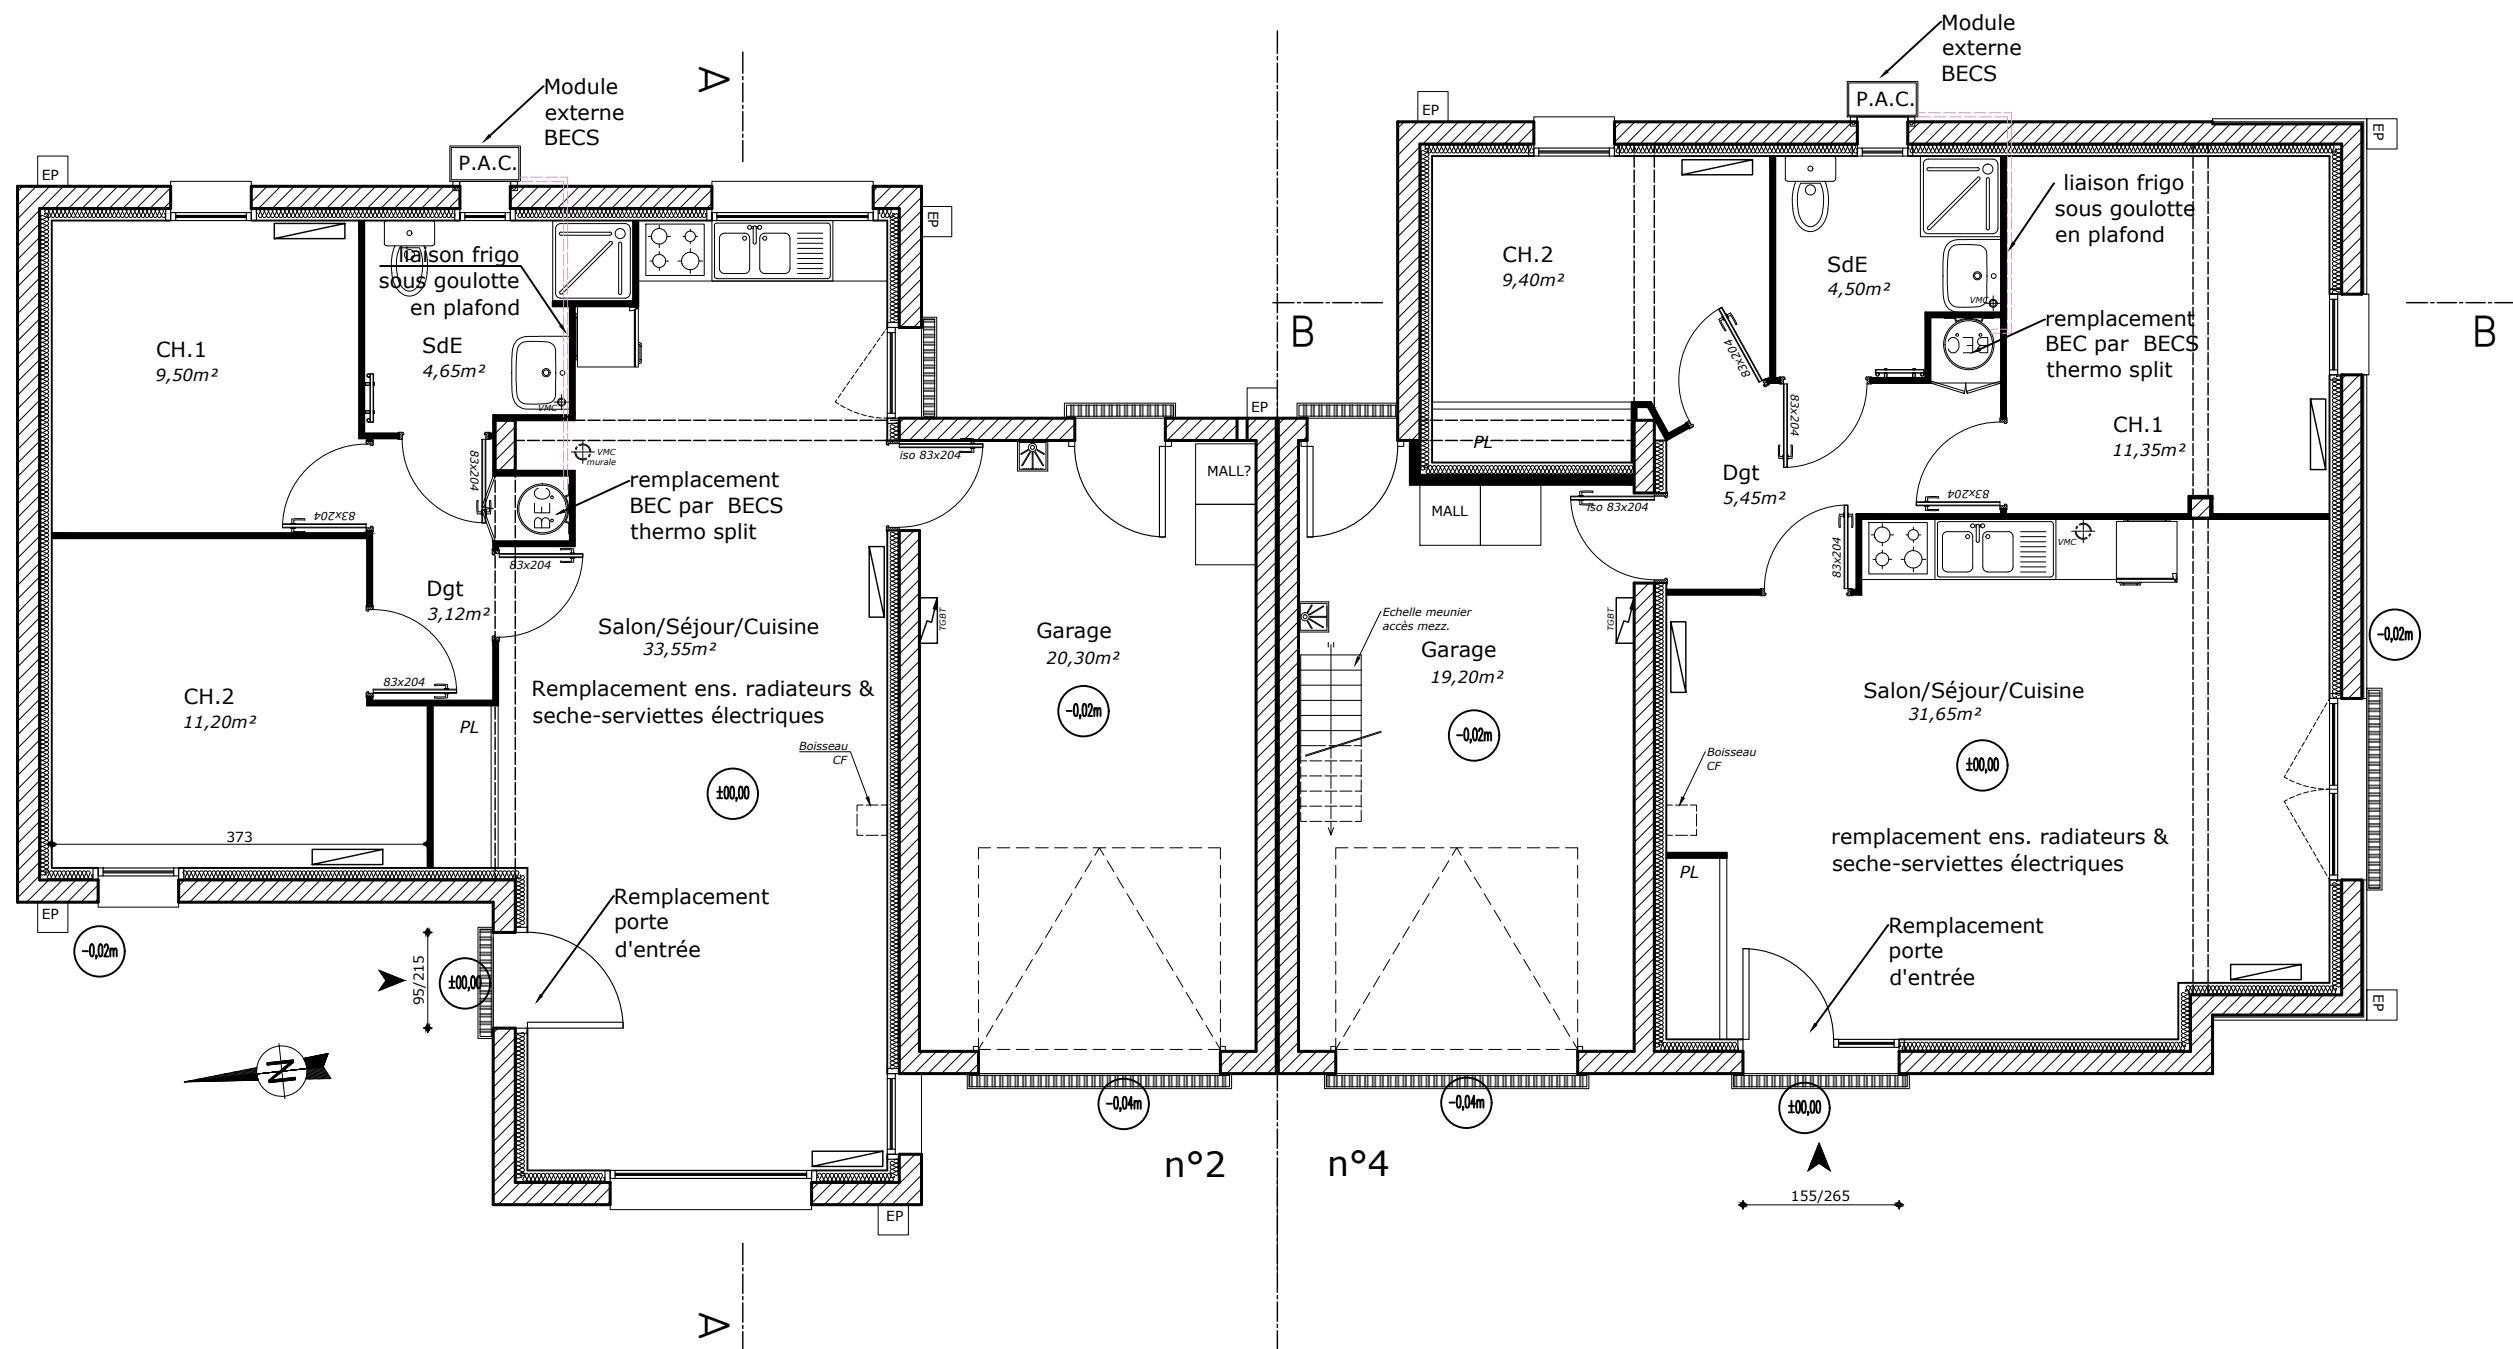 Module
externe
BECS
P.A.C.
EP
A
Module
externe
BECS
P.A.C.
EP
EP
EP
EP
liaison frigo
sous goulotte
en plafond
CH.1
9,50m²
SdE
4,65m²
VMC
VMC
murale
83x204
83x204
BEC
remplacement
BEC par BECS
thermo split
83x204
iso 83x204
EP
MALL?
Dgt
3,12m²
CH.2
11,20m²
83x204
PL
373
Salon/Séjour/Cuisine
33,55m²
Remplacement ens. radiateurs &
seche-serviettes électriques
Boisseau
CF
±00,00
TGBT
Garage
20,30m²
-0,02m
EP
-0,02m
95/215
±00,00
Remplacement
porte
d'entrée
N
-0,04m
EP
n°2
A
B
B
CH.2
9,40m²
PL
83x204
SdE
4,50m²
VMC
BEC
liaison frigo
sous goulotte
en plafond
remplacement
BEC par BECS
thermo split
83x204
CH.1
11,35m²
83x204
Dgt
5,45m²
MALL
iso 83x204
83x204
VMC
Echelle meunier
accès mezz.
TGBT
Garage
19,20m²
-0,02m
-0,02m
Salon/Séjour/Cuisine
31,65m²
±00,00
Boisseau
CF
PL
remplacement ens. radiateurs &
seche-serviettes électriques
Remplacement
porte
d'entrée
EP
-0,04m
±00,00
n°4
155/265